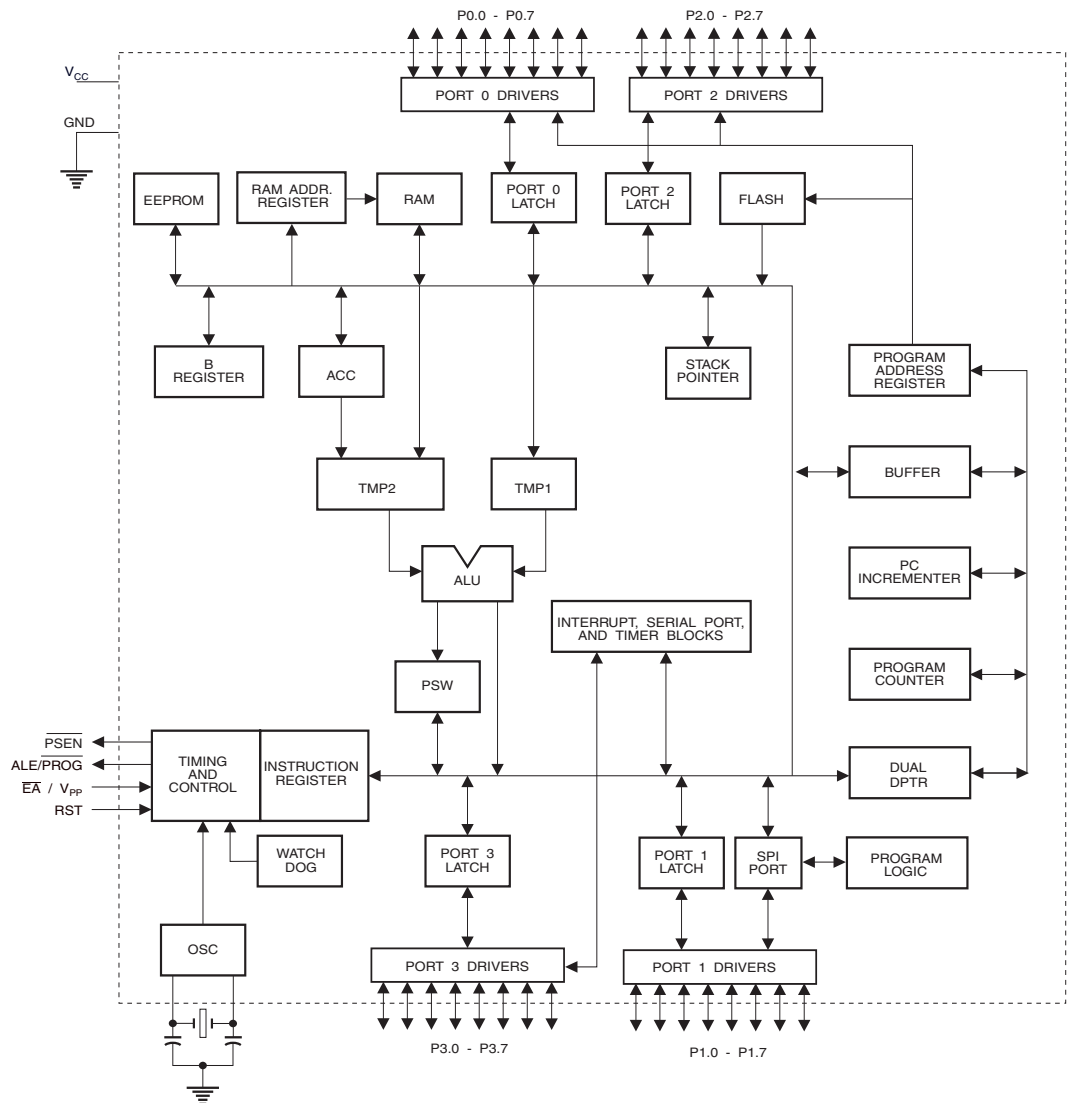 P0.0 - P0.7
P2.0 - P2.7
VCC
PORT 0 DRIVERS
PORT 2 DRIVERS
GND
EEPROM
RAM ADDR.
REGISTER
RAM
PORT 0
LATCH
PORT 2
LATCH
FLASH
B
REGISTER
ACC
STACK
POINTER
PROGRAM
ADDRESS
REGISTER
TMP2
TMP1
BUFFER
ALU
PC
INCREMENTER
INTERRUPT, SERIAL PORT,
AND TIMER BLOCKS
PSW
PROGRAM
COUNTER
PSEN
ALE/PROG
EA / VPP
RST
TIMING
AND
CONTROL
INSTRUCTION
REGISTER
DUAL
DPTR
WATCH
DOG
PORT 3
LATCH
PORT 1
LATCH
SPI
PORT
PROGRAM
LOGIC
OSC
PORT 3 DRIVERS
PORT 1 DRIVERS
P3.0 - P3.7
P1.0 - P1.7